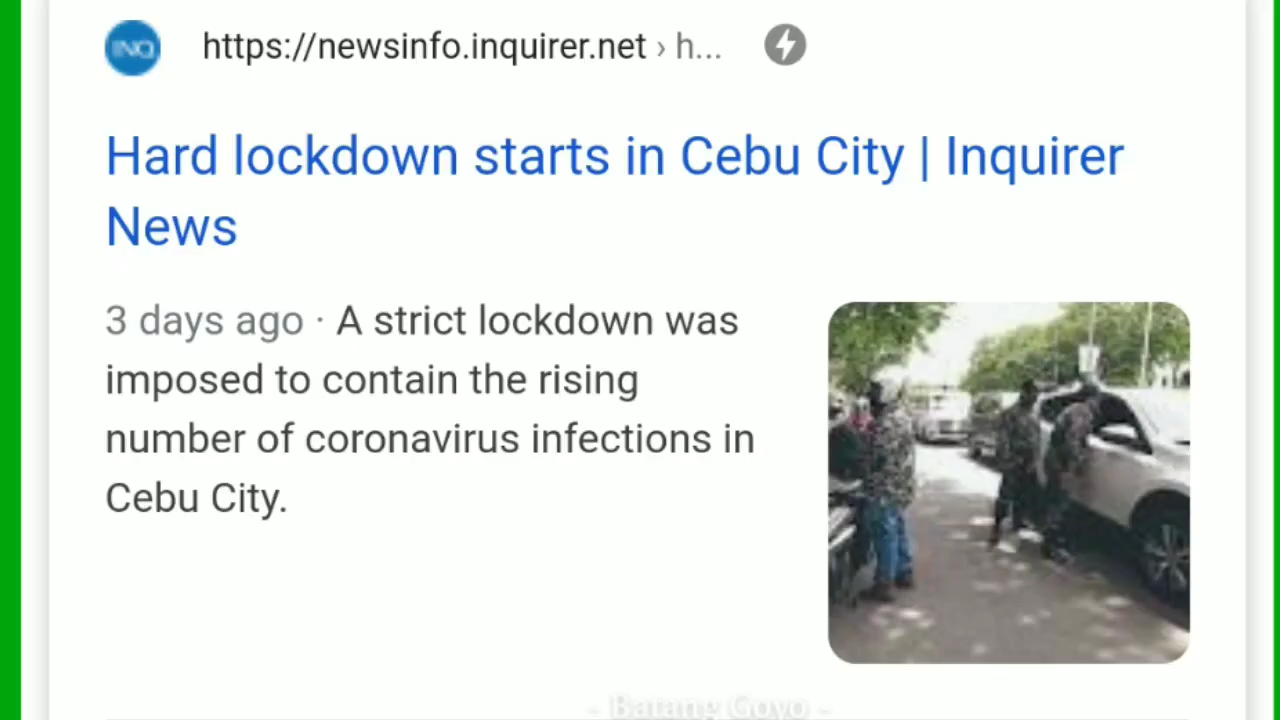 INQ
https://newsinfo.inquirer.net › h...
Hard lockdown starts in Cebu City | Inquirer
News
3 days ago · A strict lockdown was
imposed to contain the rising
number of coronavirus infections in
Cebu City.
- Batang Goyo -